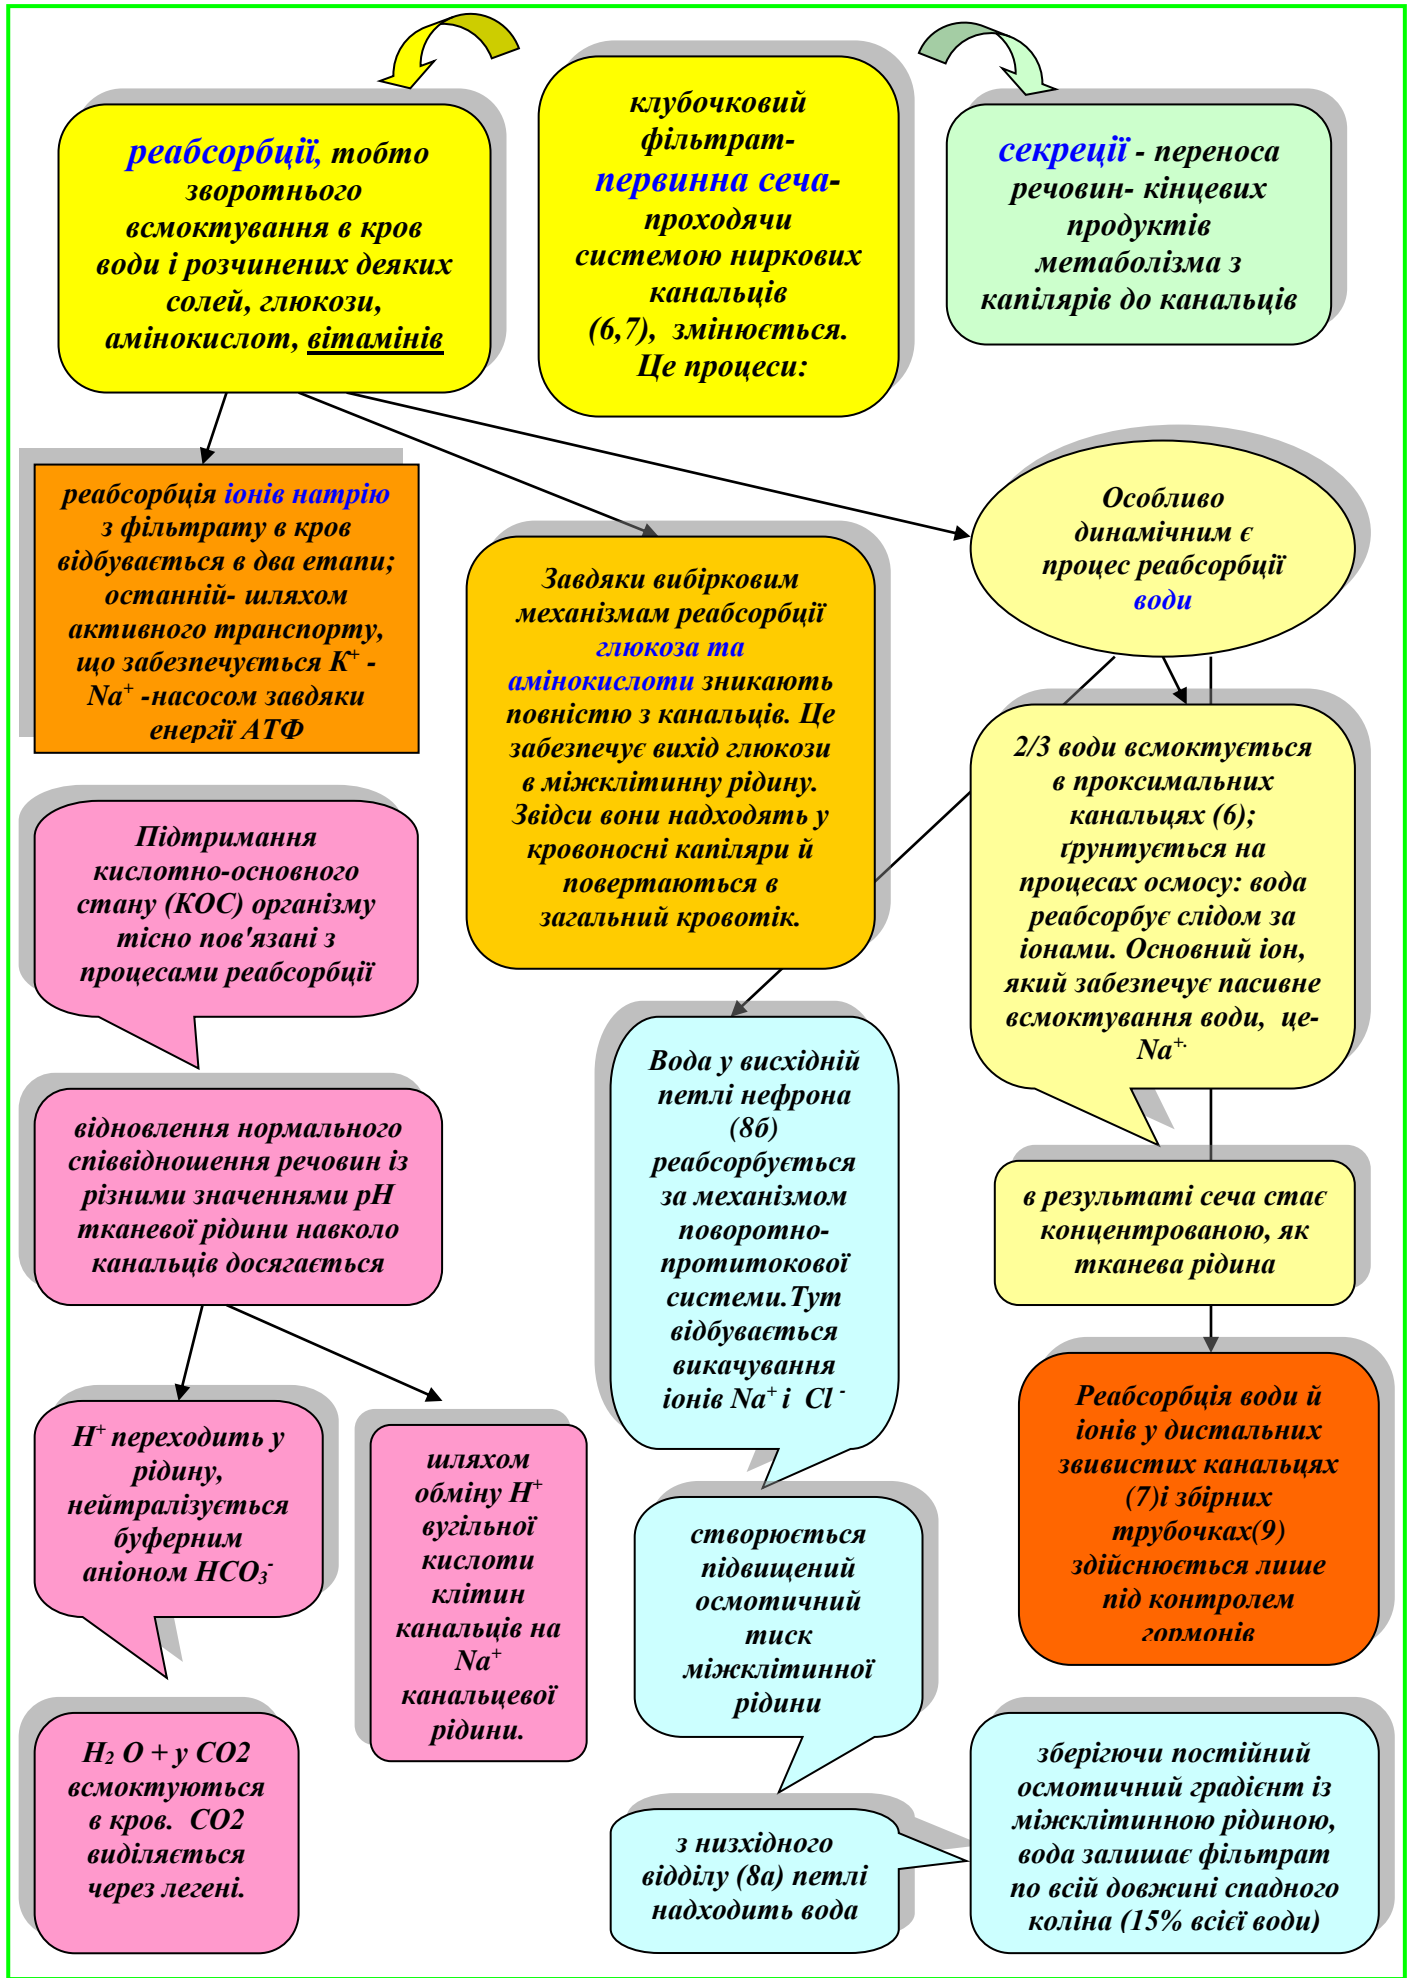 реабсорбції, тобто
зворотнього
всмоктування в кров
води і розчинених деяких
солей, глюкози,
амінокислот, вітамінів
клубочковий
фільтрат-
первинна сеча-
проходячи
системою ниркових
канальців
(6,7), змінюється.
Це процеси:
секреції - переноса
речовин- кінцевих
продуктів
метаболізма з
капілярів до канальців
реабсорбція іонів натрію
з фільтрату в кров
відбувається в два етапи;
останній- шляхом
активного транспорту,
що забезпечується К⁺ -
Na⁺ -насосом завдяки
енергії АТФ
Завдяки вибірковим
механізмам реабсорбції
глюкоза та
амінокислоти зникають
повністю з канальців. Це
забезпечує вихід глюкози
в міжклітинну рідину.
Звідси вони надходять у
кровоносні капіляри й
повертаються в
загальний кровотік.
Особливо
динамічним є
процес реабсорбції
води
2/3 води всмоктується
в проксимальних
канальцях (6);
ґрунтується на
процесах осмосу: вода
реабсорбує слідом за
іонами. Основний іон,
який забезпечує пасивне
всмоктування води, це-
Na⁺.
Підтримання
кислотно-основного
стану (КОС) організму
тісно пов'язані з
процесами реабсорбції
відновлення нормального
співвідношення речовин із
різними значеннями рН
тканевої рідини навколо
канальців досягається
Вода у висхідній
петлі нефрона
(8б)
реабсорбується
за механізмом
поворотно-
протитокової
системи.Тут
відбувається
викачування
іонів Na⁺ і Cl ⁻
в результаті сеча стає
концентрованою, як
тканева рідина
Реабсорбція води й
іонів у дистальних
звивистих канальцях
(7)і збірних
трубочках(9)
здійснюється лише
під контролем
гормонів
Н⁺ переходить у
рідину,
нейтралізується
буферним
аніоном НСО₃⁻
шляхом
обміну Н⁺
вугільної
кислоти
клітин
канальців на
Na⁺
канальцевої
рідини.
створюється
підвищений
осмотичний
тиск
міжклітинної
рідини
Н₂ О + у СО2
всмоктуються
в кров. СО2
виділяється
через легені.
з низхідного
відділу (8а) петлі
надходить вода
зберігючи постійний
осмотичний градієнт із
міжклітинною рідиною,
вода залишає фільтрат
по всій довжині спадного
коліна (15% всієї води)